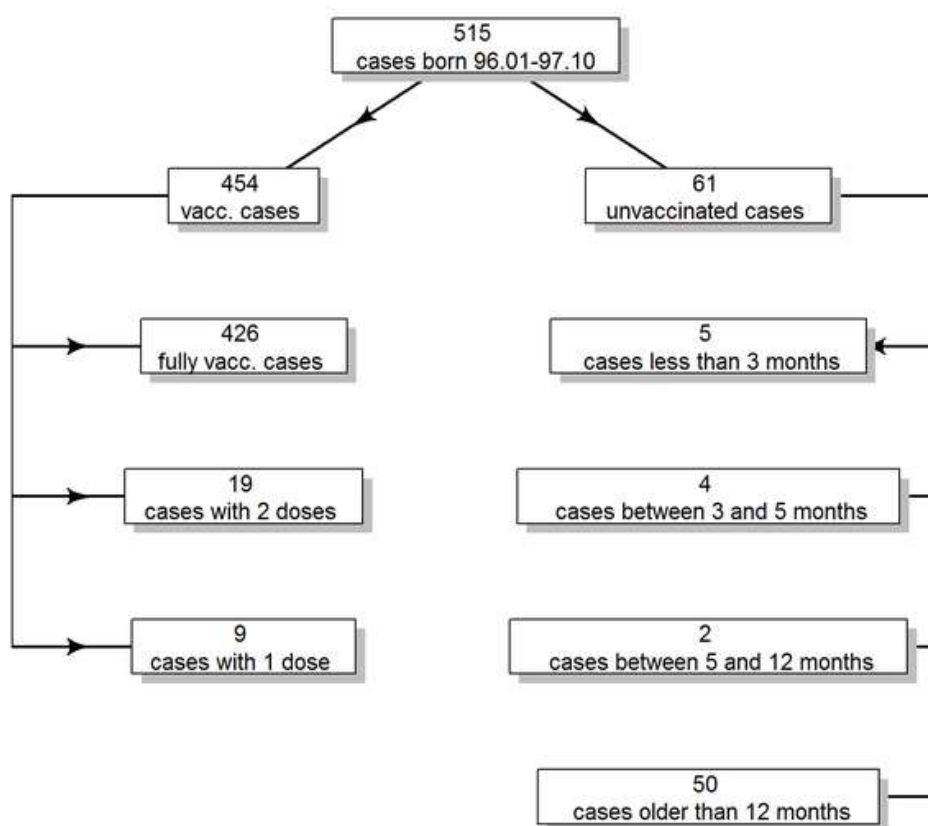 515
cases born 96.01-97.10
454
vacc. cases
61
unvaccinated cases
426
fully vacc. cases
5
cases less than 3 months
19
cases with 2 doses
4
cases between 3 and 5 months
9
cases with 1 dose
2
cases between 5 and 12 months
50
cases older than 12 months